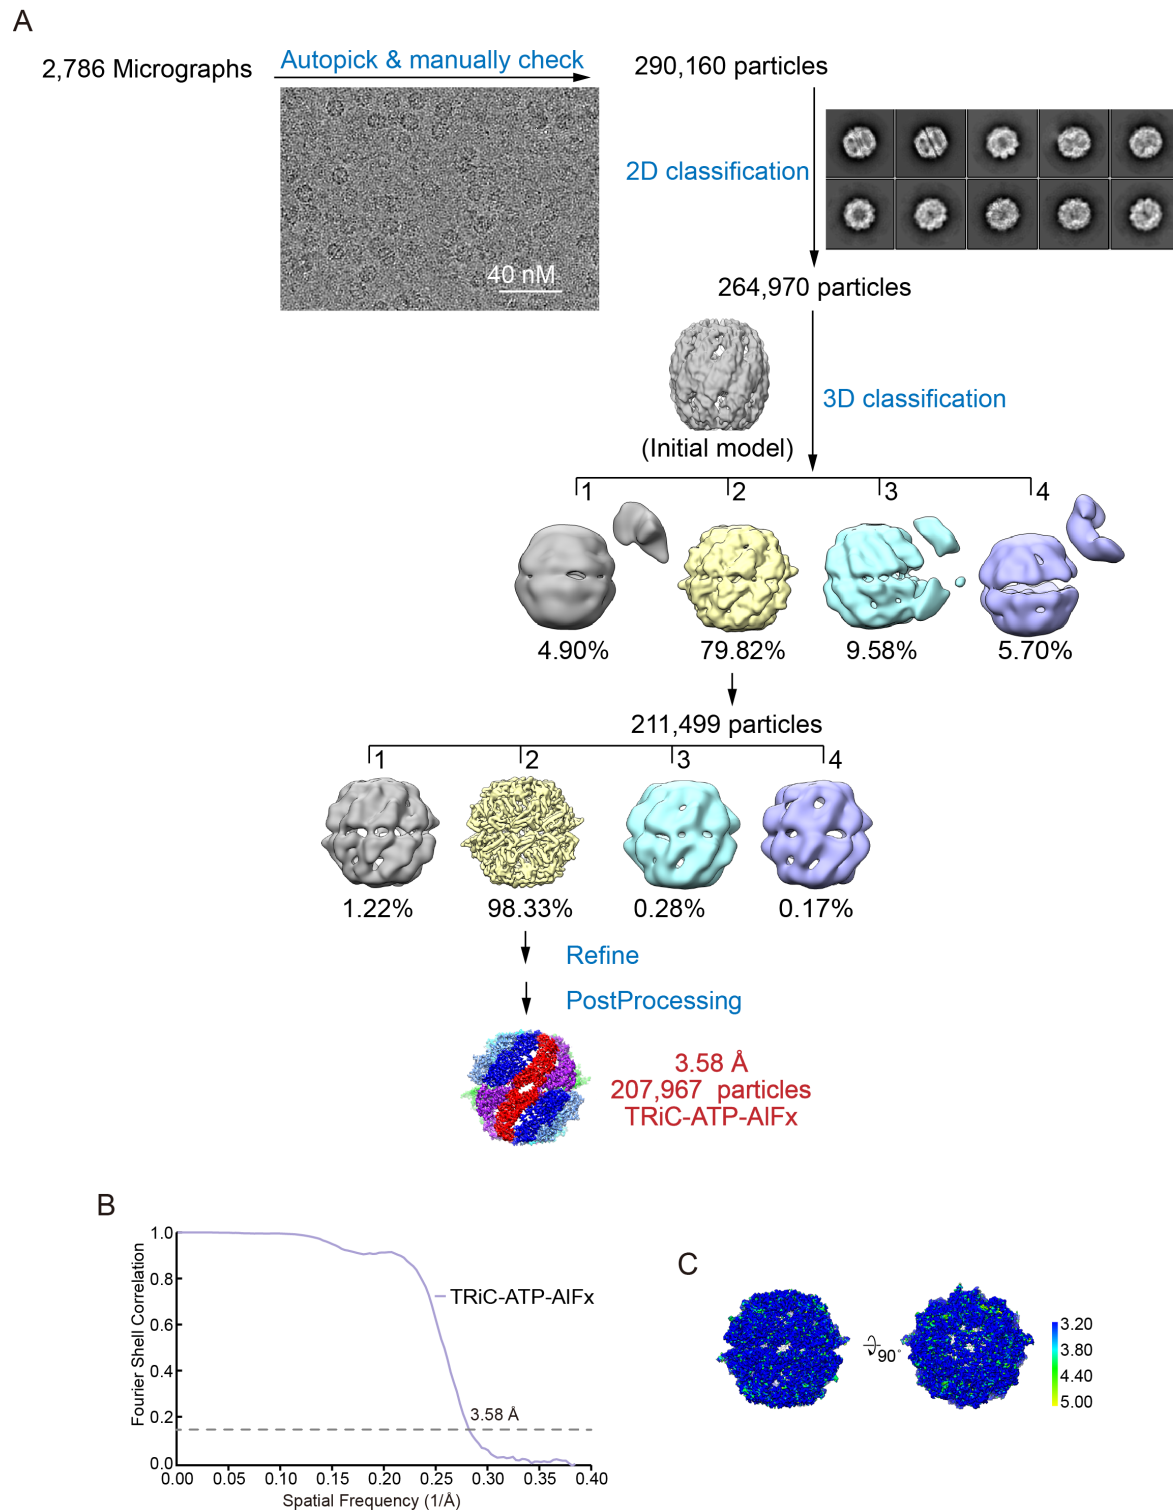 A
2,786 Micrographs
Autopick & manually check
290,160 particles
40 nM
2D classification
264,970 particles
3D classification
(Initial model)
1
2
3
4
4.90%
79.82%
9.58%
5.70%
211,499 particles
1
2
3
4
1.22%
98.33%
0.28%
0.17%
Refine
PostProcessing
3.58 Å
207,967 particles
TRiC-ATP-AlFx
B
Fourier Shell Correlation
1.0
0.8
0.6
0.4
0.2
0.0
TRiC-ATP-AlFx
3.58 Å
0.00 0.05 0.10 0.15 0.20 0.25 0.30 0.35 0.40
Spatial Frequency (1/Å)
C
90°
3.20
3.80
4.40
5.00